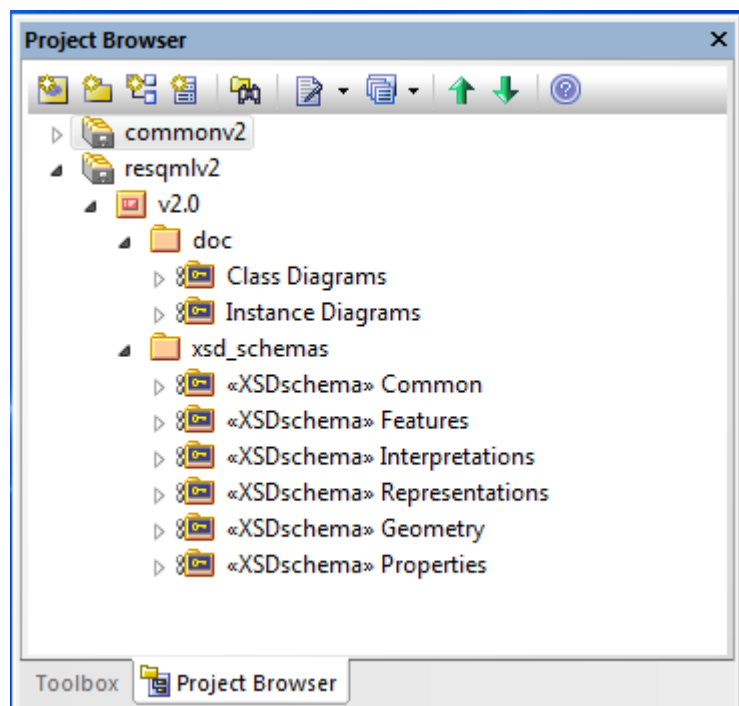 Project Browser
commonv2
resqmlv2
v2.0
doc
Class Diagrams
Instance Diagrams
xsd_schemas
«XSDschema» Common
«XSDschema» Features
«XSDschema» Interpretations
«XSDschema» Representations
«XSDschema» Geometry
«XSDschema» Properties
Toolbox Project Browser